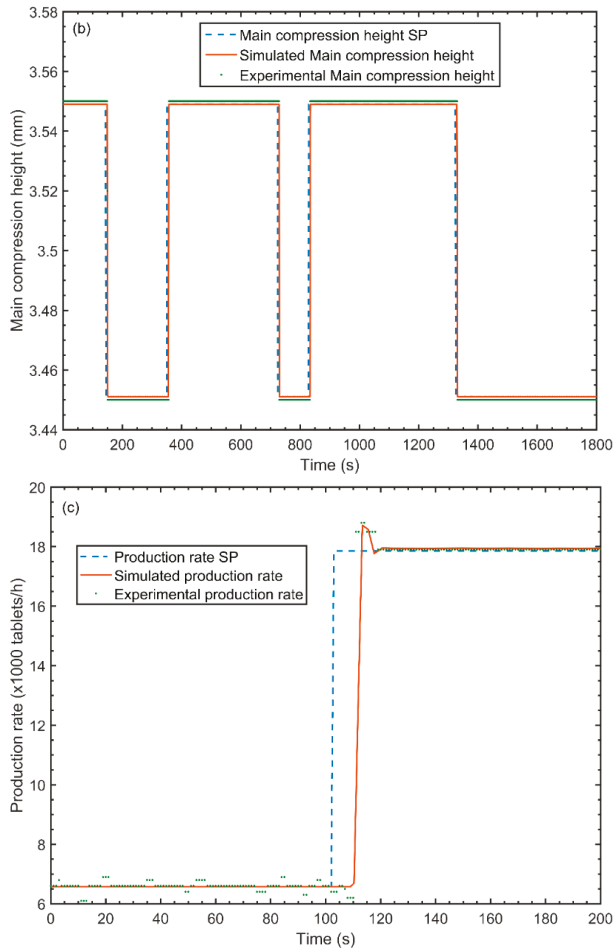 3.58
(b)
Main compression height SP
Simulated Main compression height
Experimental Main compression height
3.56
3.54
3.52
3.5
3.48
3.46
3.44
Main compression height (mm)
0 200 400 600 800 1000 1200 1400 1600 1800
Time (s)
20
(c)
18
Production rate SP
Simulated production rate
Experimental production rate
16
14
12
10
8
6
Production rate (x1000 tablets/h)
0 20 40 60 80 100 120 140 160 180 200
Time (s)